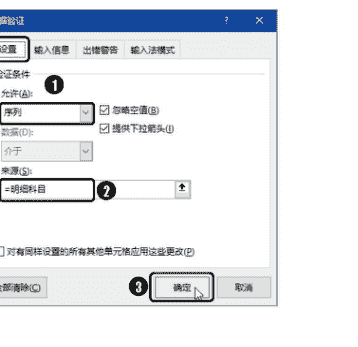 据验证 ? ×
设置 输入信息 出错警告 输入法模式
验证条件
❶
允许(A):
序列 ☑ 忽略空值(B)
数据(D): ☑ 提供下拉箭头(I)
介于
来源(S):
=明细科目 ❷
对有同样设置的所有其他单元格应用这些更改(P)
全部清除(C) ❸ 确定 取消